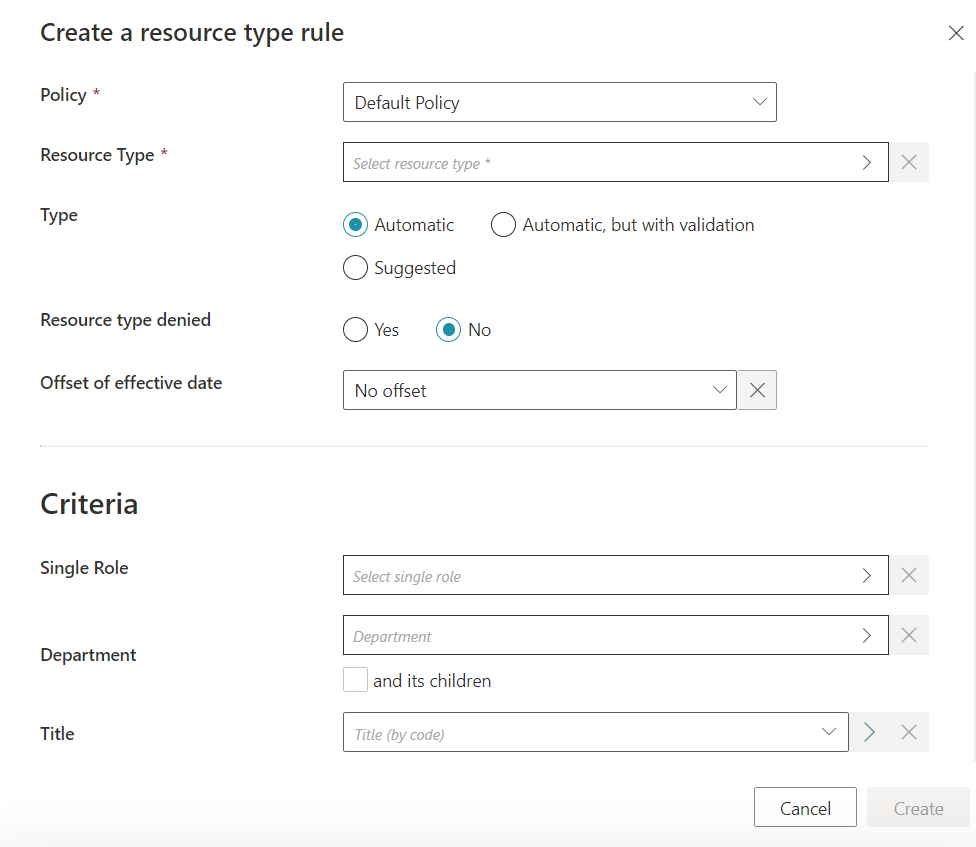 Create a resource type rule
Policy *
Default Policy
Resource Type *
Select resource type *
Type
Automatic
Automatic, but with validation
Suggested
Resource type denied
Yes
No
Offset of effective date
No offset
Criteria
Single Role
Select single role
Department
Department
and its children
Title
Title (by code)
Cancel
Create